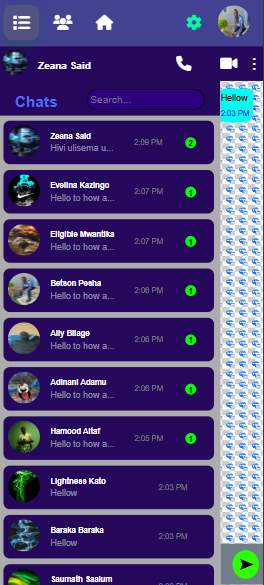 Zeana Said
Chats
Search...
Hellow
2:03 PM
Zeana Said
Hivi ulisema u...
2:09 PM
2
Evelina Kazingo
Hello to how a...
2:07 PM
1
Eligible Mwantika
Hello to how a...
2:07 PM
1
Betson Pesha
Hello to how a...
2:06 PM
1
Ally Bilage
Hello to how a...
2:06 PM
1
Adinani Adamu
Hello to how a...
2:06 PM
1
Hamood Altaf
Hello to how a...
2:05 PM
1
Lightness Kato
Hellow
2:03 PM
Baraka Baraka
Hellow
2:03 PM
Saumath Saalum